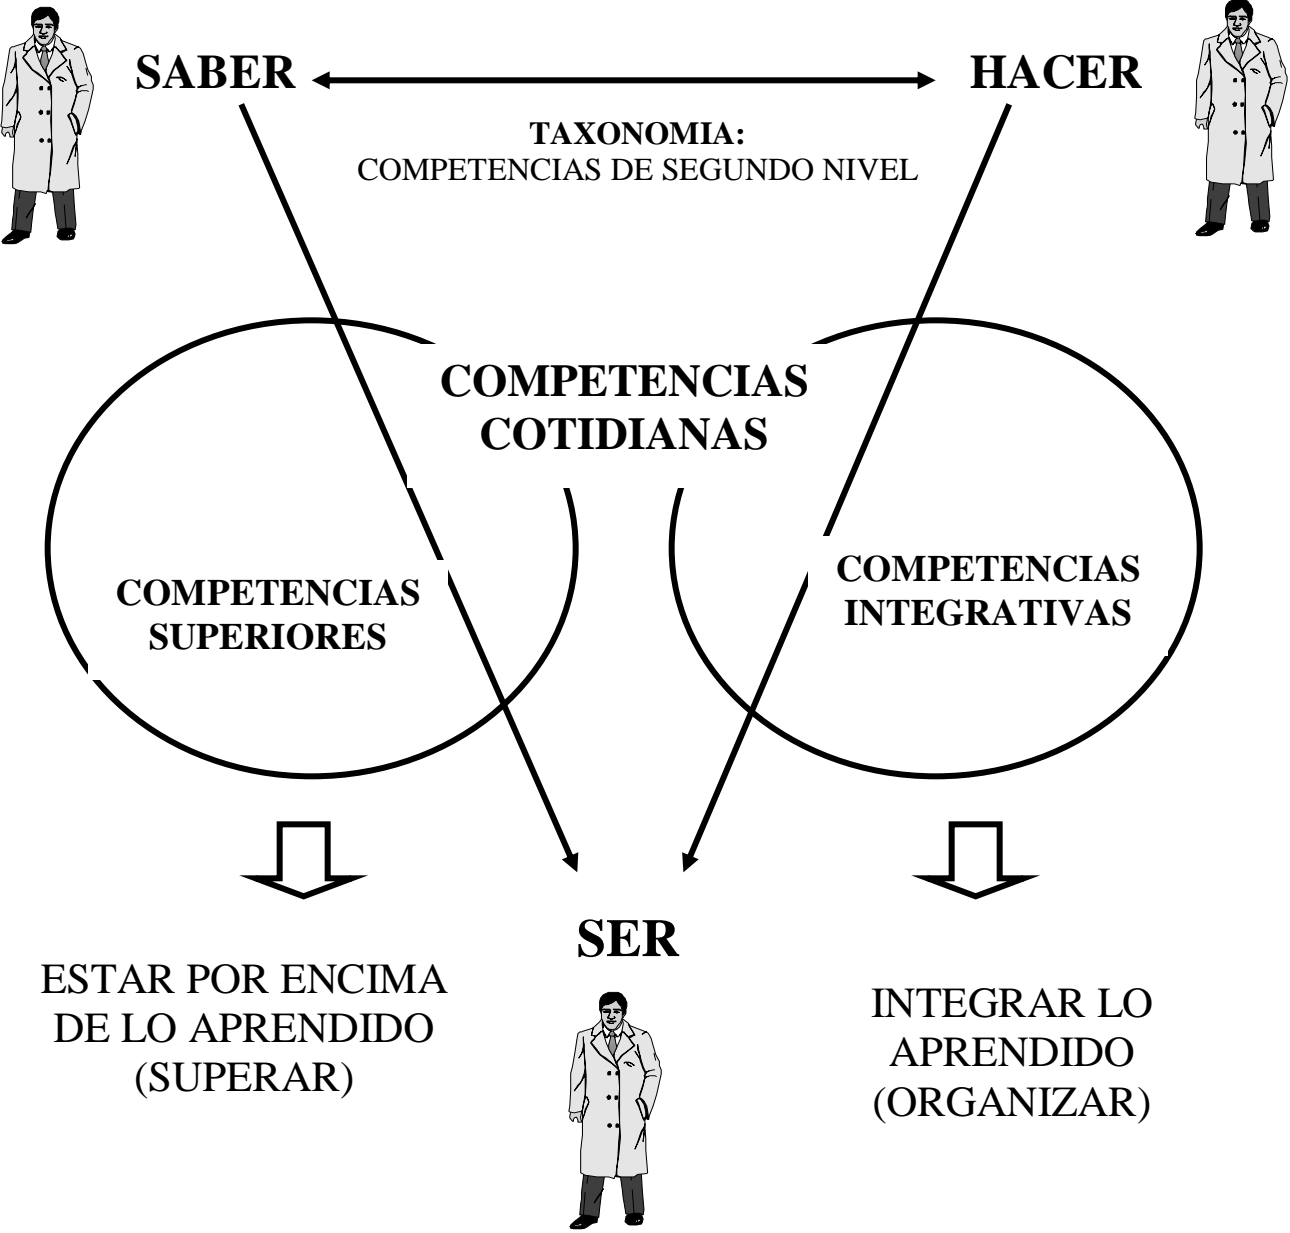 SABER
HACER
TAXONOMIA:
COMPETENCIAS DE SEGUNDO NIVEL
COMPETENCIAS
COTIDIANAS
COMPETENCIAS
SUPERIORES
COMPETENCIAS
INTEGRATIVAS
SER
ESTAR POR ENCIMA
DE LO APRENDIDO
(SUPERAR)
INTEGRAR LO
APRENDIDO
(ORGANIZAR)